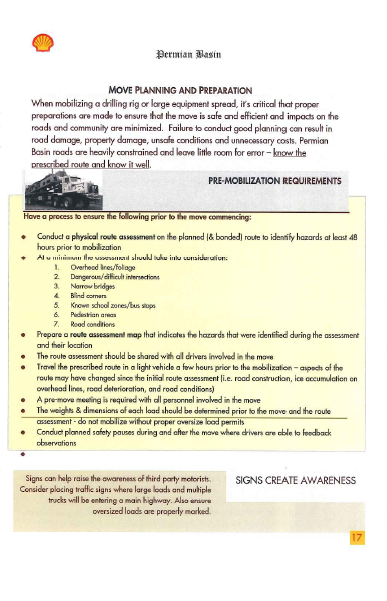 Permian Basin
MOVE PLANNING AND PREPARATION
When mobilizing a drilling rig or large equipment spread, it's critical that proper
preparations are made to ensure that the move is safe and efficient and impacts on the
roads and community are minimized. Failure to conduct good planning can result in
road damage, property damage, unsafe conditions and unnecessary costs. Permian
Basin roads are heavily constrained and leave little room for error – know the
prescribed route and know it well.
PRE-MOBILIZATION REQUIREMENTS
Have a process to ensure the following prior to the move commencing:
• Conduct a physical route assessment on the planned (& bonded) route to identify hazards at least 48
hours prior to mobilization
• At a minimum the assessment should take into consideration:
1. Overhead lines/foliage
2. Dangerous/difficult intersections
3. Narrow bridges
4. Blind corners
5. Known school zones/bus stops
6. Pedestrian areas
7. Road conditions
• Prepare a route assessment map that indicates the hazards that were identified during the assessment
and their location
• The route assessment should be shared with all drivers involved in the move
• Travel the prescribed route in a light vehicle a few hours prior to the mobilization – aspects of the
route may have changed since the initial route assessment (i.e. road construction, ice accumulation on
overhead lines, road deterioration, and road conditions)
• A pre-move meeting is required with all personnel involved in the move
• The weights & dimensions of each load should be determined prior to the move and the route
assessment - do not mobilize without proper oversize load permits
• Conduct planned safety pauses during and after the move where drivers are able to feedback
observations
•
Signs can help raise the awareness of third party motorists.
Consider placing traffic signs where large loads and multiple
trucks will be entering a main highway. Also ensure
oversized loads are properly marked.
SIGNS CREATE AWARENESS
17